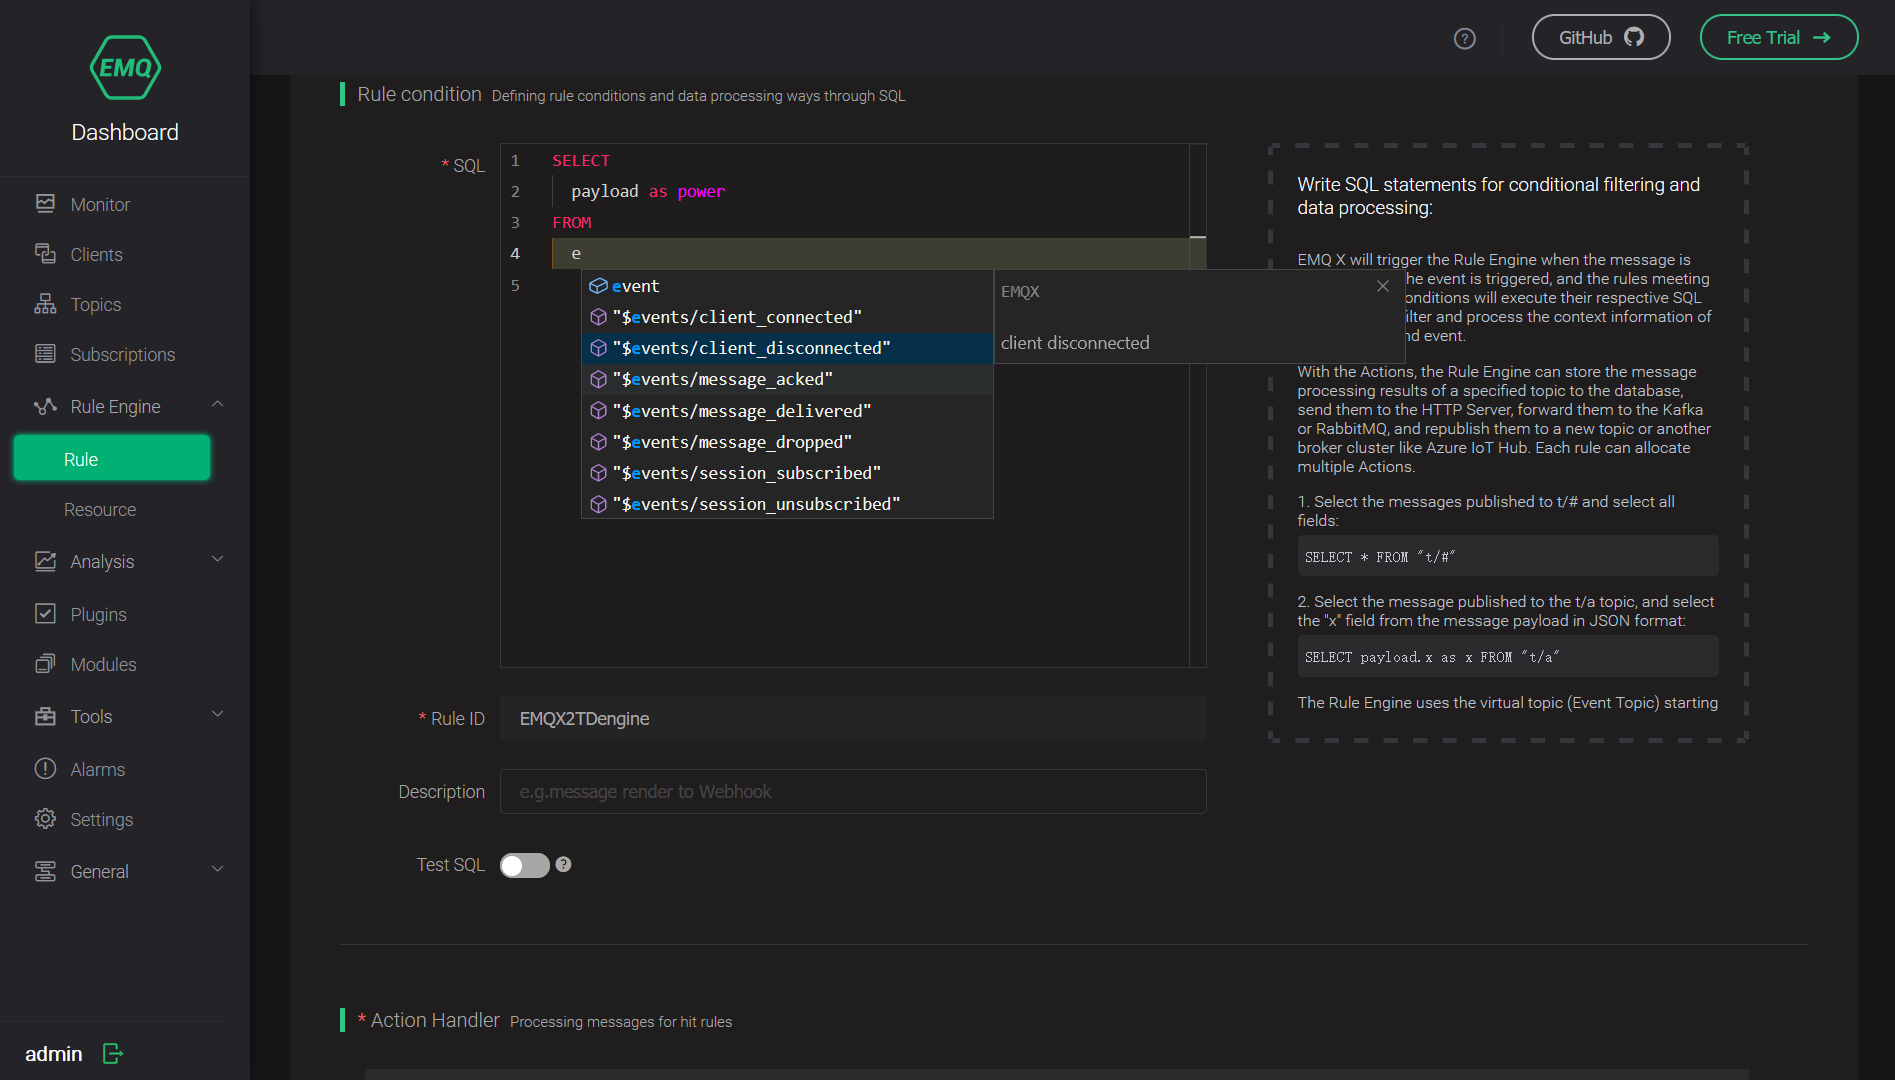 EMQ
Dashboard
Monitor
Clients
Topics
Subscriptions
Rule Engine
Rule
Resource
Analysis
Plugins
Modules
Tools
Alarms
Settings
General
admin
?
GitHub
Free Trial →
Rule condition Defining rule conditions and data processing ways through SQL
* SQL
1 SELECT
2 payload as power
3 FROM
4 e
5
event
"$events/client_connected"
"$events/client_disconnected"
"$events/message_acked"
"$events/message_delivered"
"$events/message_dropped"
"$events/session_subscribed"
"$events/session_unsubscribed"
EMQX
client disconnected
Write SQL statements for conditional filtering and
data processing:
EMQ X will trigger the Rule Engine when the message is
he event is triggered, and the rules meeting
onditions will execute their respective SQL
ilter and process the context information of
nd event.
With the Actions, the Rule Engine can store the message
processing results of a specified topic to the database,
send them to the HTTP Server, forward them to the Kafka
or RabbitMQ, and republish them to a new topic or another
broker cluster like Azure IoT Hub. Each rule can allocate
multiple Actions.
1. Select the messages published to t/# and select all
fields:
SELECT * FROM "t/#"
2. Select the message published to the t/a topic, and select
the "x" field from the message payload in JSON format:
SELECT payload.x as x FROM "t/a"
The Rule Engine uses the virtual topic (Event Topic) starting
* Rule ID EMQX2TDengine
Description e.g.message render to Webhook
Test SQL ?
* Action Handler Processing messages for hit rules